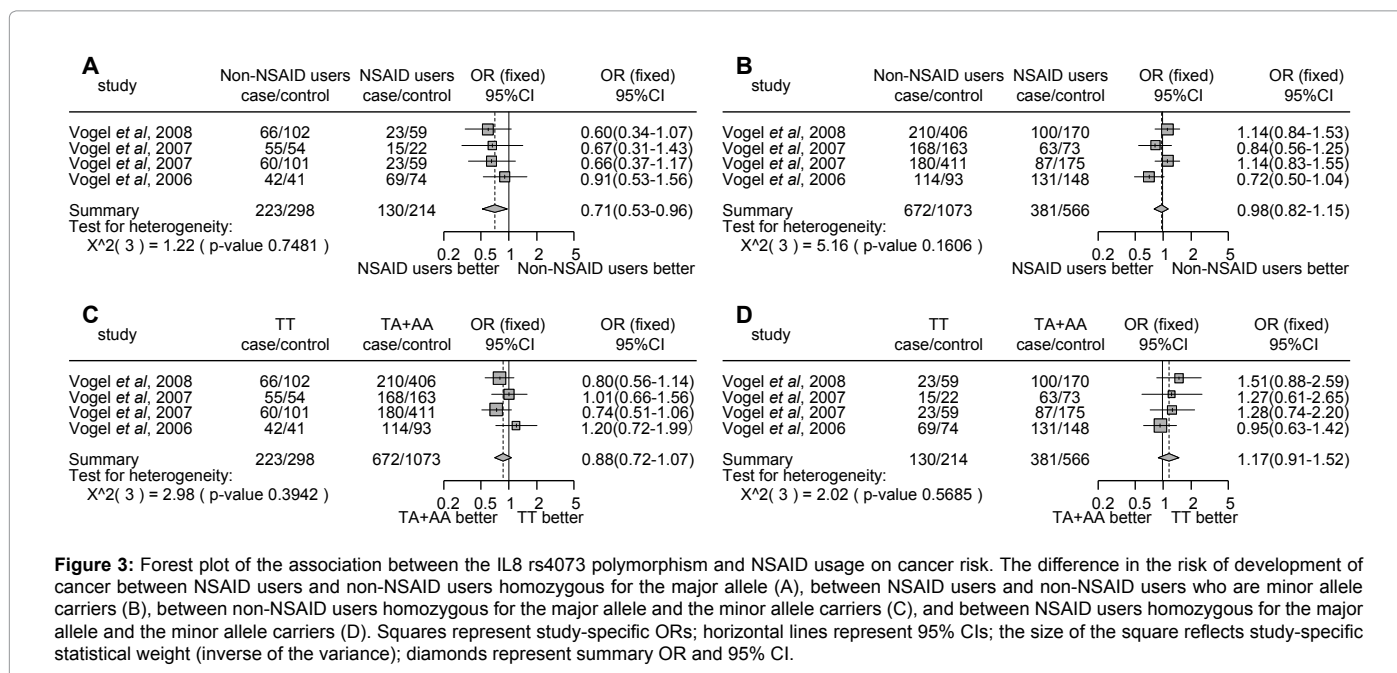 A
study Non-NSAID users NSAID users OR (fixed) OR (fixed)
case/control case/control 95%CI 95%CI
Vogel et al, 2008 66/102 23/59 0.60(0.34-1.07)
Vogel et al, 2007 55/54 15/22 0.67(0.31-1.43)
Vogel et al, 2007 60/101 23/59 0.66(0.37-1.17)
Vogel et al, 2006 42/41 69/74 0.91(0.53-1.56)
Summary 223/298 130/214 0.71(0.53-0.96)
Test for heterogeneity:
X^2( 3 ) = 1.22 ( p-value 0.7481 )
0.2 0.5 1 2 5
NSAID users better Non-NSAID users better
B
study Non-NSAID users NSAID users OR (fixed) OR (fixed)
case/control case/control 95%CI 95%CI
Vogel et al, 2008 210/406 100/170 1.14(0.84-1.53)
Vogel et al, 2007 168/163 63/73 0.84(0.56-1.25)
Vogel et al, 2007 180/411 87/175 1.14(0.83-1.55)
Vogel et al, 2006 114/93 131/148 0.72(0.50-1.04)
Summary 672/1073 381/566 0.98(0.82-1.15)
Test for heterogeneity:
X^2( 3 ) = 5.16 ( p-value 0.1606 )
0.2 0.5 1 2 5
NSAID users better Non-NSAID users better
C
study TT TA+AA OR (fixed) OR (fixed)
case/control case/control 95%CI 95%CI
Vogel et al, 2008 66/102 210/406 0.80(0.56-1.14)
Vogel et al, 2007 55/54 168/163 1.01(0.66-1.56)
Vogel et al, 2007 60/101 180/411 0.74(0.51-1.06)
Vogel et al, 2006 42/41 114/93 1.20(0.72-1.99)
Summary 223/298 672/1073 0.88(0.72-1.07)
Test for heterogeneity:
X^2( 3 ) = 2.98 ( p-value 0.3942 )
0.2 0.5 1 2 5
TA+AA better TT better
D
study TT TA+AA OR (fixed) OR (fixed)
case/control case/control 95%CI 95%CI
Vogel et al, 2008 23/59 100/170 1.51(0.88-2.59)
Vogel et al, 2007 15/22 63/73 1.27(0.61-2.65)
Vogel et al, 2007 23/59 87/175 1.28(0.74-2.20)
Vogel et al, 2006 69/74 131/148 0.95(0.63-1.42)
Summary 130/214 381/566 1.17(0.91-1.52)
Test for heterogeneity:
X^2( 3 ) = 2.02 ( p-value 0.5685 )
0.2 0.5 1 2 5
TA+AA better TT better
Figure 3: Forest plot of the association between the IL8 rs4073 polymorphism and NSAID usage on cancer risk. The difference in the risk of development of
cancer between NSAID users and non-NSAID users homozygous for the major allele (A), between NSAID users and non-NSAID users who are minor allele
carriers (B), between non-NSAID users homozygous for the major allele and the minor allele carriers (C), and between NSAID users homozygous for the major
allele and the minor allele carriers (D). Squares represent study-specific ORs; horizontal lines represent 95% CIs; the size of the square reflects study-specific
statistical weight (inverse of the variance); diamonds represent summary OR and 95% CI.